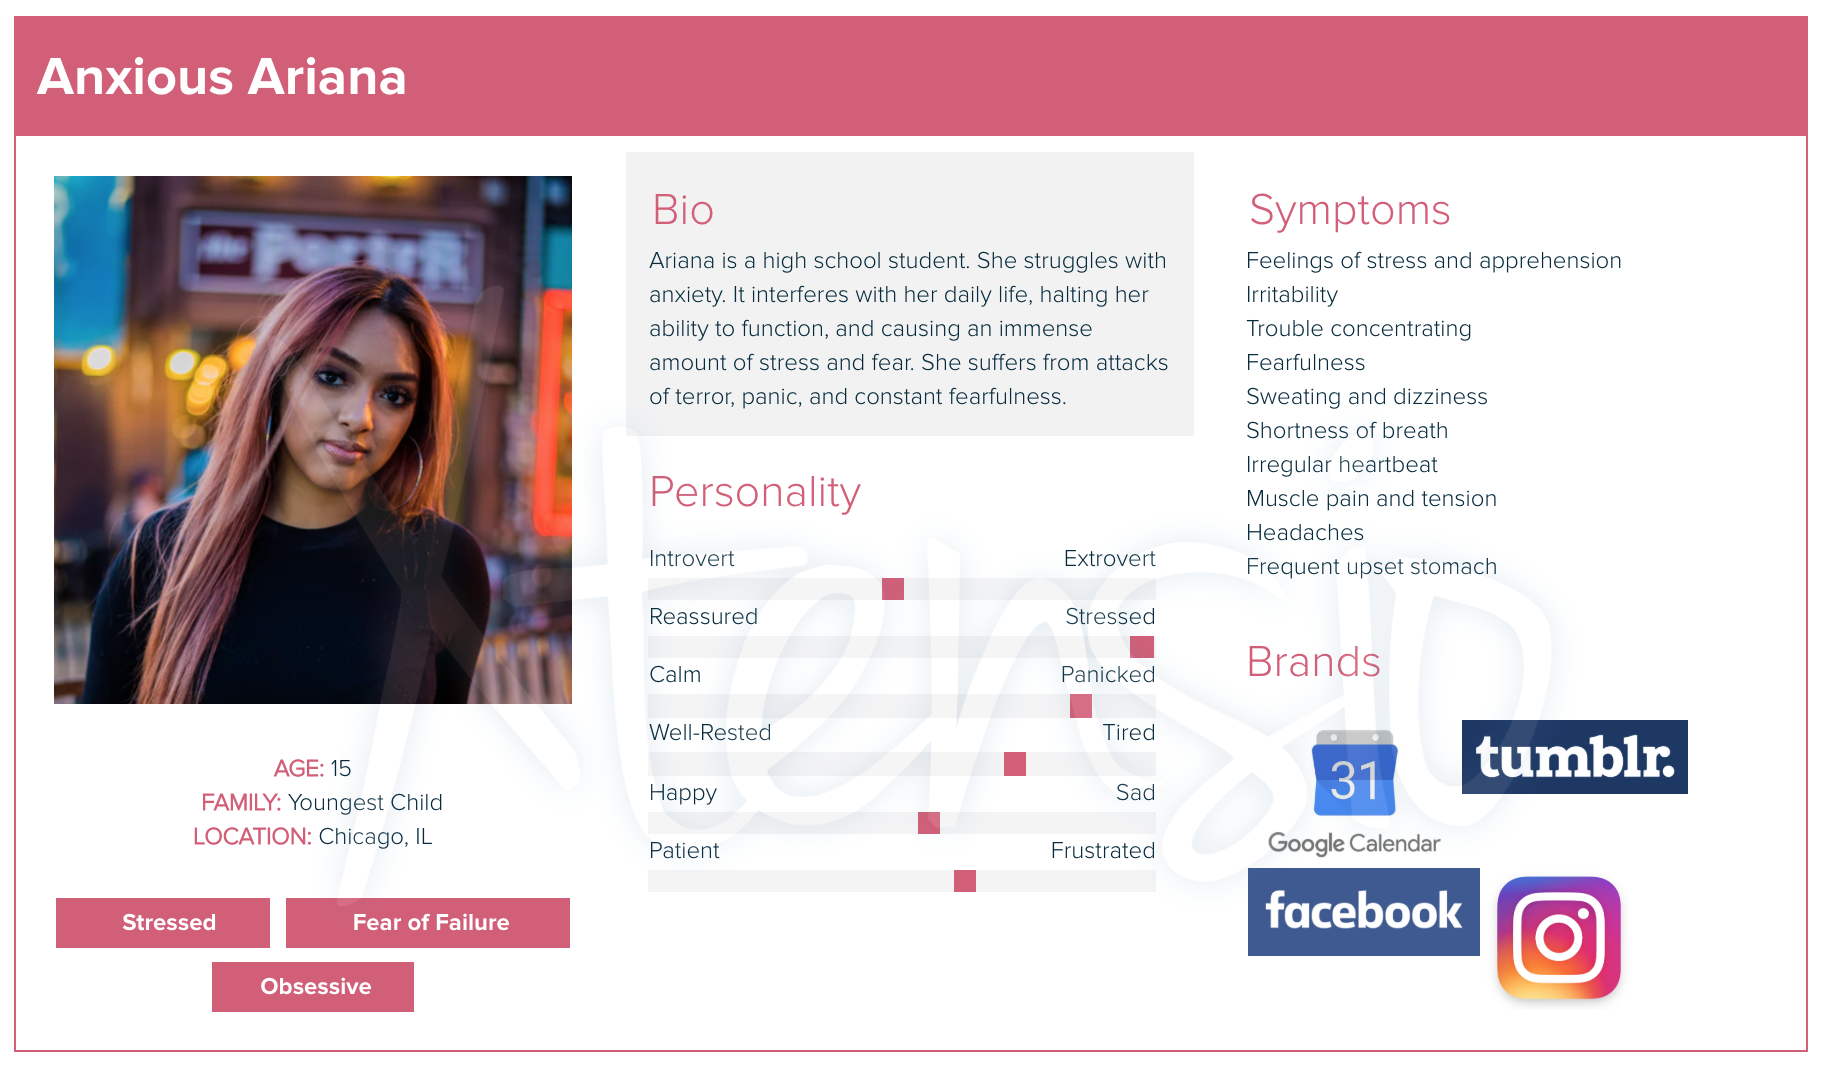 Anxious Ariana
the PorteR
AGE: 15
FAMILY: Youngest Child
LOCATION: Chicago, IL
Stressed
Fear of Failure
Obsessive
Bio
Ariana is a high school student. She struggles with
anxiety. It interferes with her daily life, halting her
ability to function, and causing an immense
amount of stress and fear. She suffers from attacks
of terror, panic, and constant fearfulness.
Personality
Introvert Extrovert
Reassured Stressed
Calm Panicked
Well-Rested Tired
Happy Sad
Patient Frustrated
Symptoms
Feelings of stress and apprehension
Irritability
Trouble concentrating
Fearfulness
Sweating and dizziness
Shortness of breath
Irregular heartbeat
Muscle pain and tension
Headaches
Frequent upset stomach
Brands
31
Google Calendar
tumblr.
facebook
Xtensio